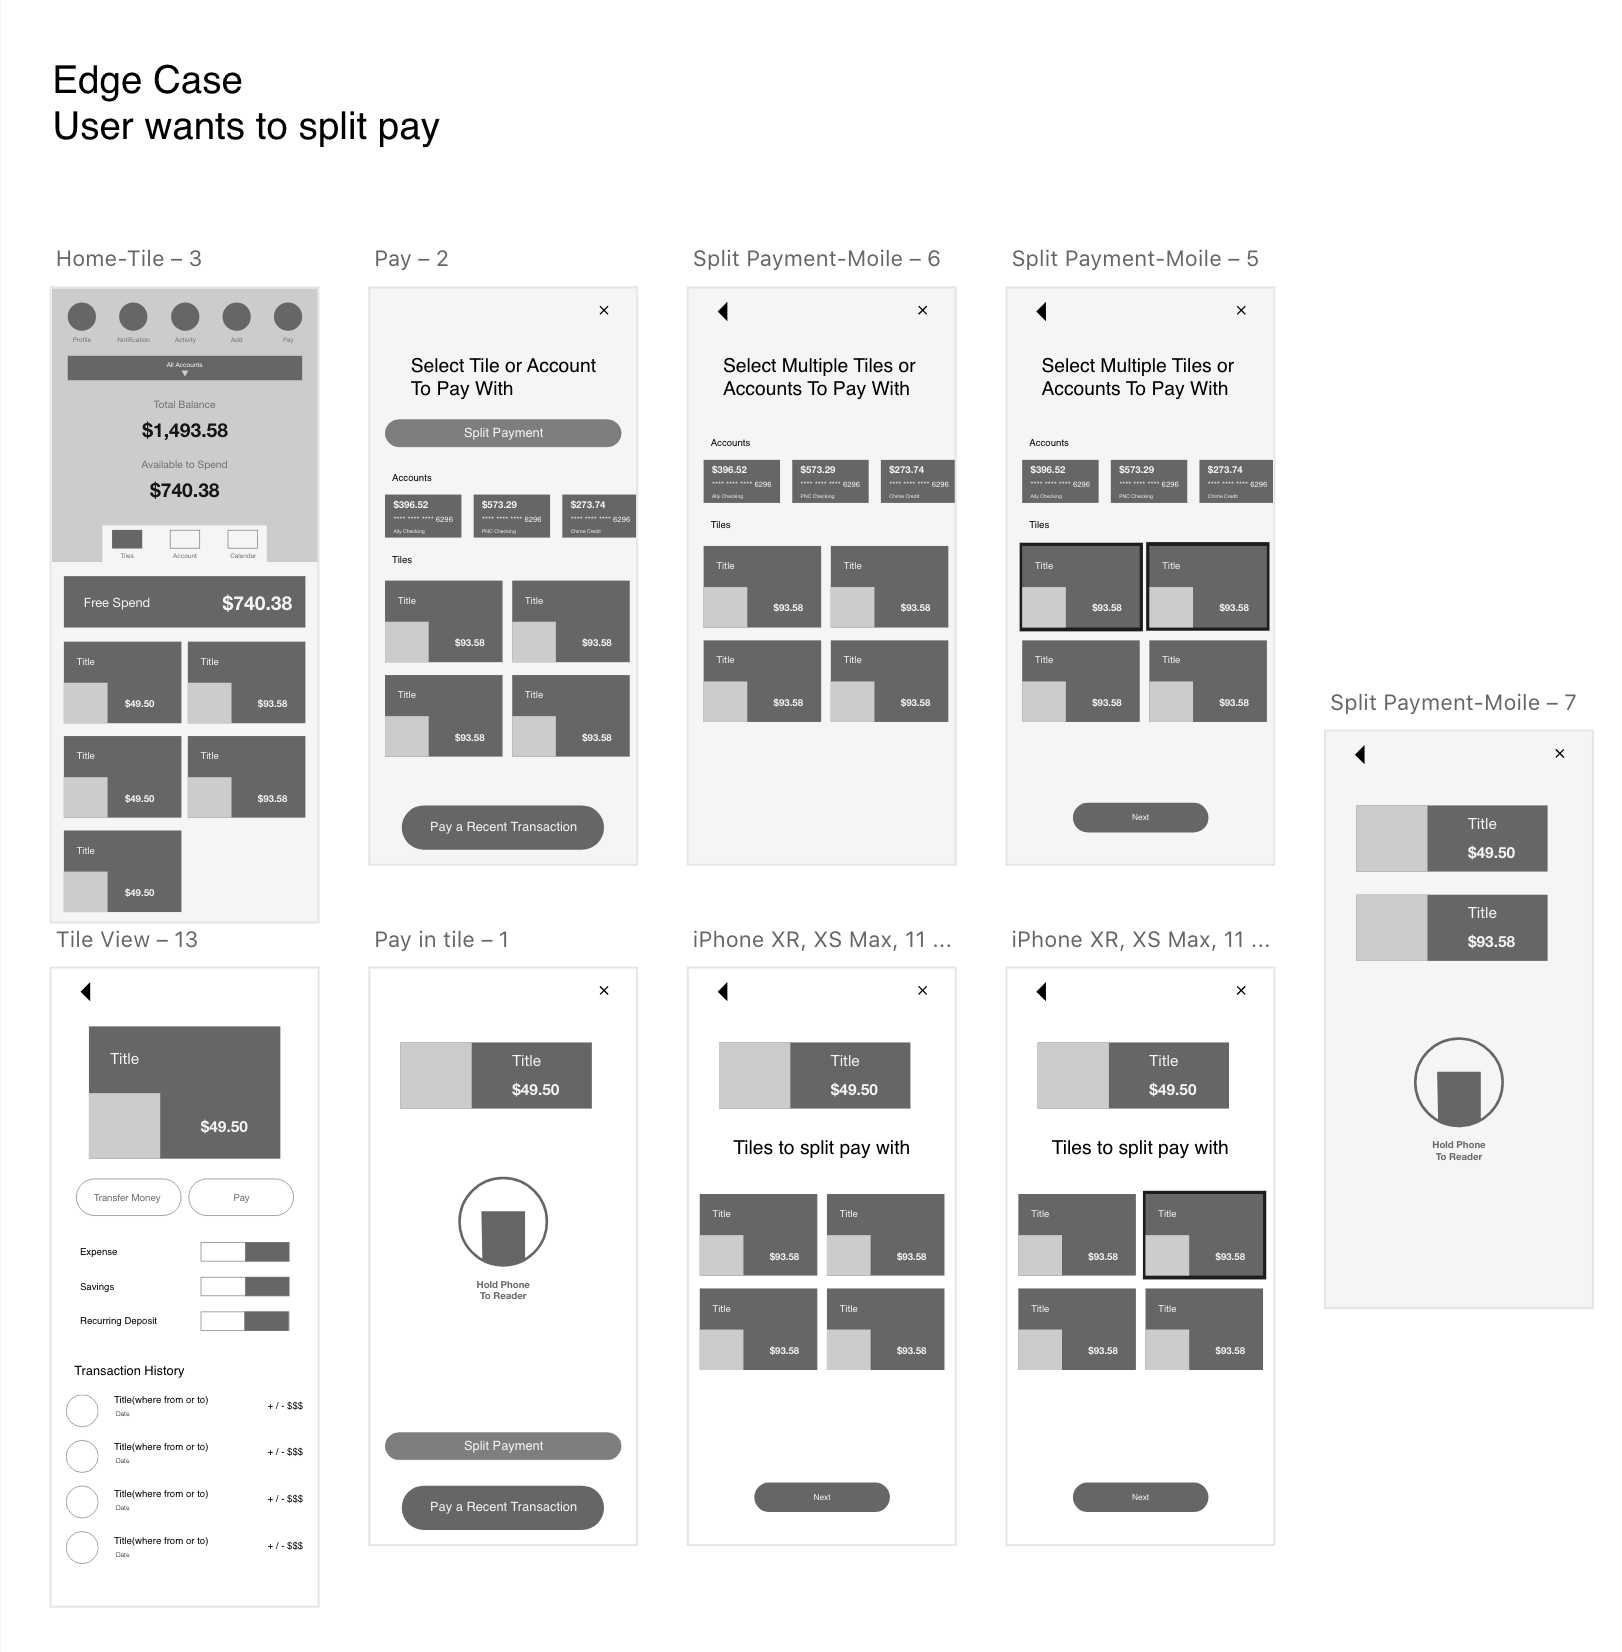 Edge Case
User wants to split pay
Home-Tile – 3
Profile
Notification
Activity
Add
Pay
All Accounts
Total Balance
$1,493.58
Available to Spend
$740.38
Tiles
Account
Calendar
Free Spend
$740.38
Title
$49.50
Title
$93.58
Title
$49.50
Title
$93.58
Title
$49.50
Pay – 2
×
Select Tile or Account
To Pay With
Split Payment
Accounts
$396.52
**** **** **** 6296
Ally Checking
$573.29
**** **** **** 6296
PNC Checking
$273.74
**** **** **** 6296
Chime Credit
Tiles
Title
$93.58
Title
$93.58
Title
$93.58
Title
$93.58
Pay a Recent Transaction
Split Payment-Moile – 6
×
Select Multiple Tiles or
Accounts To Pay With
Accounts
$396.52
**** **** **** 6296
Ally Checking
$573.29
**** **** **** 6296
PNC Checking
$273.74
**** **** **** 6296
Chime Credit
Tiles
Title
$93.58
Title
$93.58
Title
$93.58
Title
$93.58
Split Payment-Moile – 5
×
Select Multiple Tiles or
Accounts To Pay With
Accounts
$396.52
**** **** **** 6296
Ally Checking
$573.29
**** **** **** 6296
PNC Checking
$273.74
**** **** **** 6296
Chime Credit
Tiles
Title
$93.58
Title
$93.58
Title
$93.58
Title
$93.58
Next
Split Payment-Moile – 7
×
Title
$49.50
Title
$93.58
Hold Phone
To Reader
Tile View – 13
Title
$49.50
Transfer Money
Pay
Expense
Savings
Recurring Deposit
Transaction History
Title(where from or to)
Date
+ / - $$$
Title(where from or to)
Date
+ / - $$$
Title(where from or to)
Date
+ / - $$$
Title(where from or to)
Date
+ / - $$$
Pay in tile – 1
×
Title
$49.50
Hold Phone
To Reader
Split Payment
Pay a Recent Transaction
iPhone XR, XS Max, 11 ...
×
Title
$49.50
Tiles to split pay with
Title
$93.58
Title
$93.58
Title
$93.58
Title
$93.58
Next
iPhone XR, XS Max, 11 ...
×
Title
$49.50
Tiles to split pay with
Title
$93.58
Title
$93.58
Title
$93.58
Title
$93.58
Next